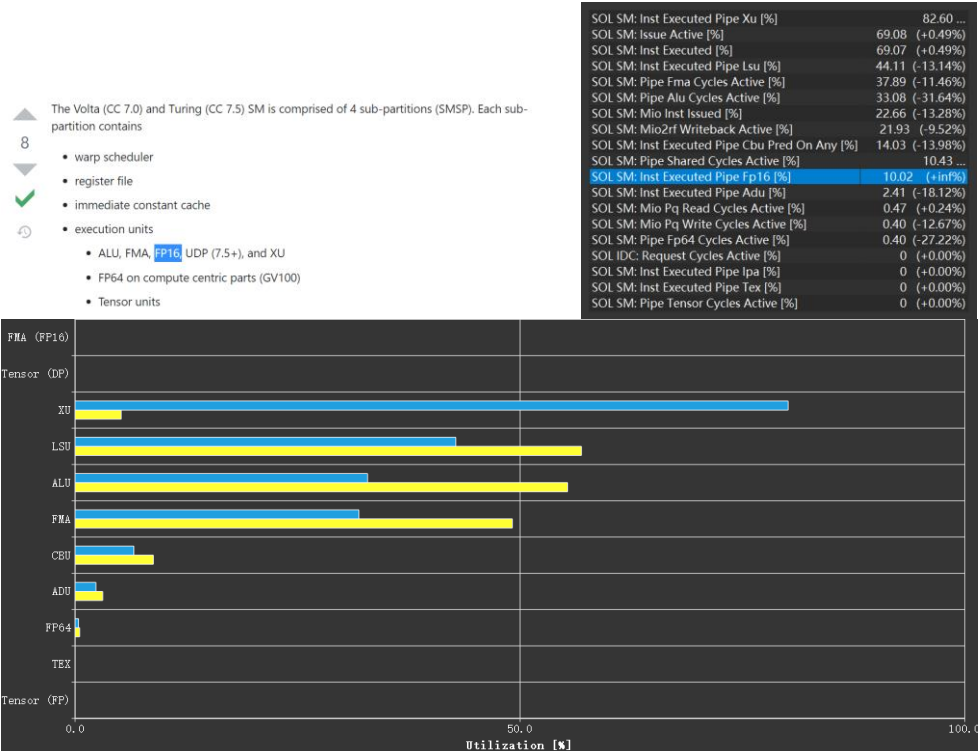 The Volta (CC 7.0) and Turing (CC 7.5) SM is comprised of 4 sub-partitions (SMSP). Each sub-
partition contains
8
• warp scheduler
• register file
• immediate constant cache
• execution units
• ALU, FMA, FP16, UDP (7.5+), and XU
• FP64 on compute centric parts (GV100)
• Tensor units
SOL SM: Inst Executed Pipe Xu [%] 82.60 ...
SOL SM: Issue Active [%] 69.08 (+0.49%)
SOL SM: Inst Executed [%] 69.07 (+0.49%)
SOL SM: Inst Executed Pipe Lsu [%] 44.11 (-13.14%)
SOL SM: Pipe Fma Cycles Active [%] 37.89 (-11.46%)
SOL SM: Pipe Alu Cycles Active [%] 33.08 (-31.64%)
SOL SM: Mio Inst Issued [%] 22.66 (-13.28%)
SOL SM: Mio2rf Writeback Active [%] 21.93 (-9.52%)
SOL SM: Inst Executed Pipe Cbu Pred On Any [%] 14.03 (-13.98%)
SOL SM: Pipe Shared Cycles Active [%] 10.43 ...
SOL SM: Inst Executed Pipe Fp16 [%] 10.02 (+inf%)
SOL SM: Inst Executed Pipe Adu [%] 2.41 (-18.12%)
SOL SM: Mio Pq Read Cycles Active [%] 0.47 (+0.24%)
SOL SM: Mio Pq Write Cycles Active [%] 0.40 (-12.67%)
SOL SM: Pipe Fp64 Cycles Active [%] 0.40 (-27.22%)
SOL IDC: Request Cycles Active [%] 0 (+0.00%)
SOL SM: Inst Executed Pipe Ipa [%] 0 (+0.00%)
SOL SM: Inst Executed Pipe Tex [%] 0 (+0.00%)
SOL SM: Pipe Tensor Cycles Active [%] 0 (+0.00%)
FMA (FP16)
Tensor (DP)
XU
LSU
ALU
FMA
CBU
ADU
FP64
TEX
Tensor (FP)
0.0 50.0 100.0
Utilization [%]